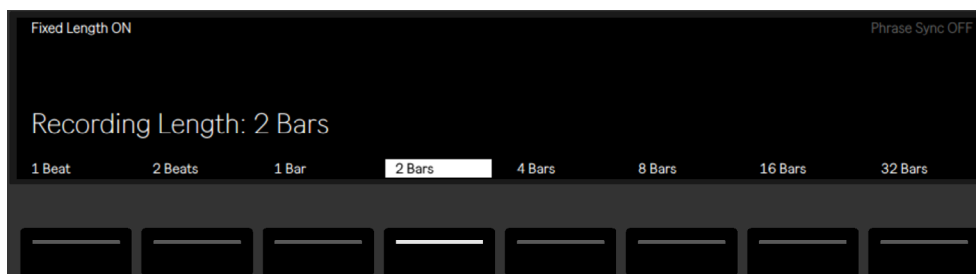 Fixed Length ON Phrase Sync OFF
Recording Length: 2 Bars
1 Beat 2 Beats 1 Bar 2 Bars 4 Bars 8 Bars 16 Bars 32 Bars